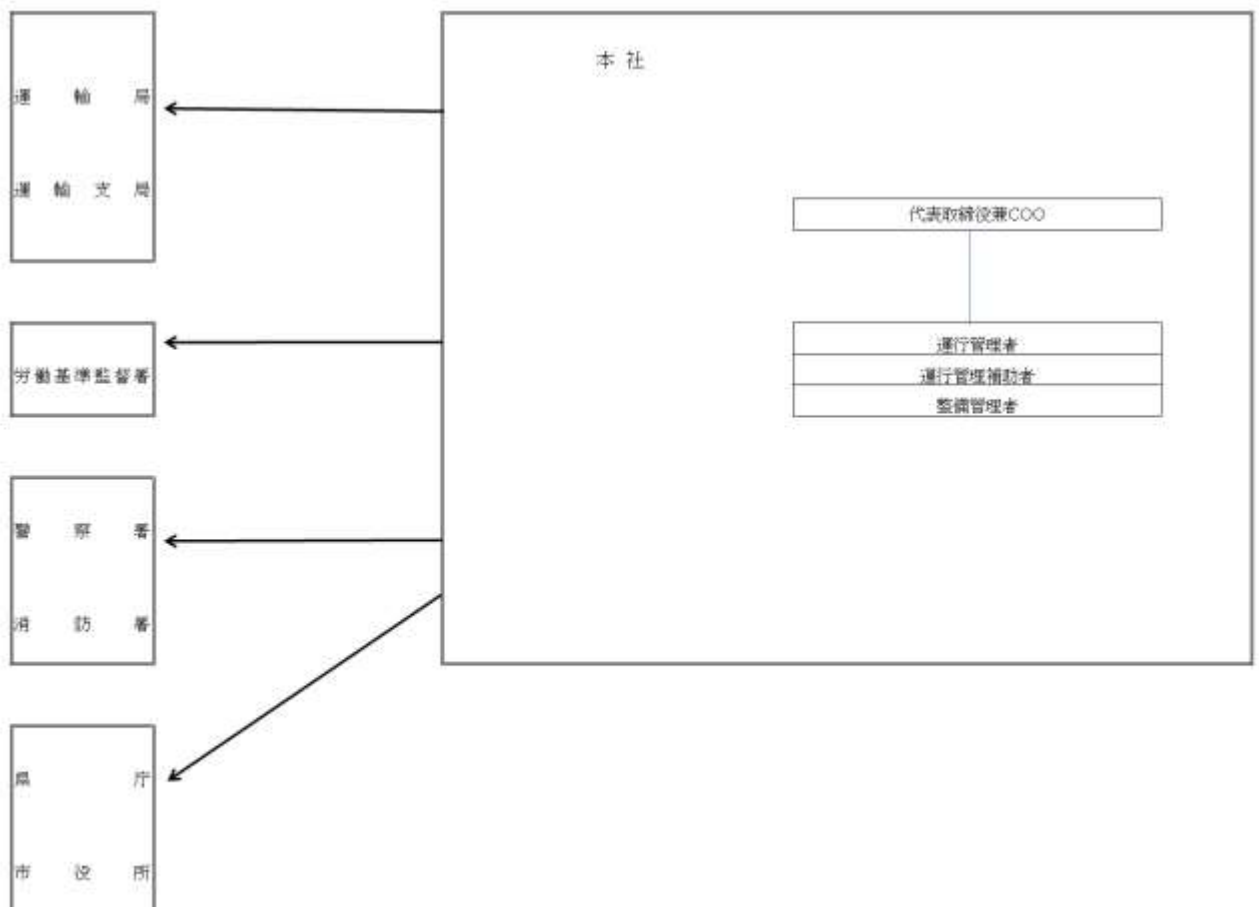 運輸局
運輸支局
労働基準監督署
警察署
消防署
県庁
市役所
本社
代表取締役兼COO
運行管理者
運行管理補助者
整備管理者